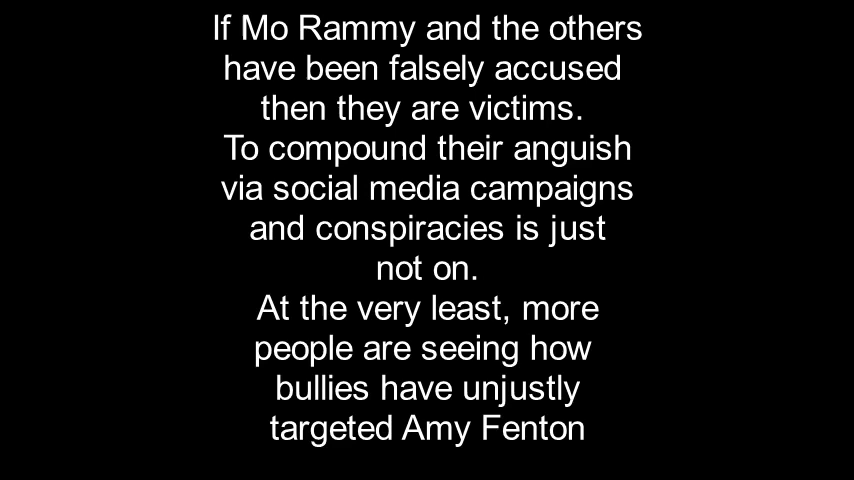 If Mo Rammy and the others
have been falsely accused
then they are victims.
To compound their anguish
via social media campaigns
and conspiracies is just
not on.
At the very least, more
people are seeing how
bullies have unjustly
targeted Amy Fenton